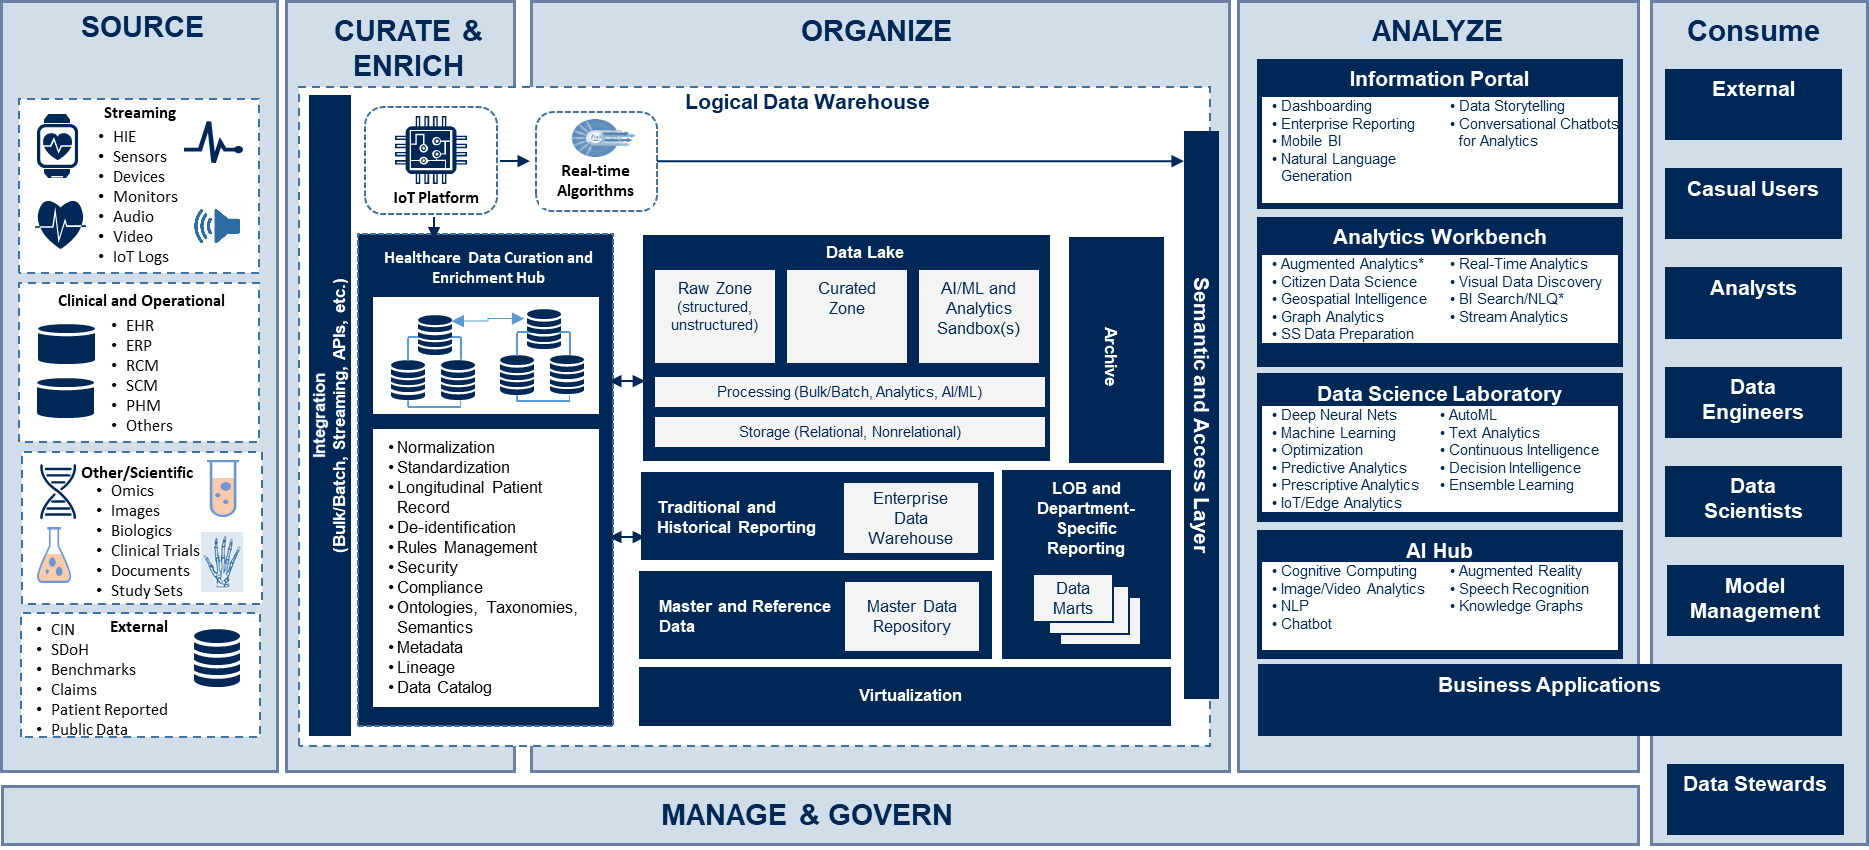 SOURCE
Streaming
• HIE
• Sensors
• Devices
• Monitors
• Audio
• Video
• IoT Logs
Clinical and Operational
• EHR
• ERP
• RCM
• SCM
• PHM
• Others
Other/Scientific
• Omics
• Images
• Biologics
• Clinical Trials
• Documents
• Study Sets
External
• CIN
• SDoH
• Benchmarks
• Claims
• Patient Reported
• Public Data
CURATE &
ENRICH
ORGANIZE
Logical Data Warehouse
Integration
(Bulk/Batch, Streaming, APIs, etc.)
IoT Platform
Real-time
Algorithms
Healthcare Data Curation and
Enrichment Hub
• Normalization
• Standardization
• Longitudinal Patient
Record
• De-identification
• Rules Management
• Security
• Compliance
• Ontologies, Taxonomies,
Semantics
• Metadata
• Lineage
• Data Catalog
Data Lake
Raw Zone
(structured,
unstructured)
Curated
Zone
AI/ML and
Analytics
Sandbox(s)
Processing (Bulk/Batch, Analytics, AI/ML)
Storage (Relational, Nonrelational)
Archive
Traditional and
Historical Reporting
Enterprise
Data
Warehouse
Master and Reference
Data
Master Data
Repository
LOB and
Department-
Specific
Reporting
Data
Marts
Virtualization
Semantic and Access Layer
ANALYZE
Information Portal
• Dashboarding
• Enterprise Reporting
• Mobile BI
• Natural Language
Generation
• Data Storytelling
• Conversational Chatbots
for Analytics
Analytics Workbench
• Augmented Analytics*
• Citizen Data Science
• Geospatial Intelligence
• Graph Analytics
• SS Data Preparation
• Real-Time Analytics
• Visual Data Discovery
• BI Search/NLQ*
• Stream Analytics
Data Science Laboratory
• Deep Neural Nets
• Machine Learning
• Optimization
• Predictive Analytics
• Prescriptive Analytics
• IoT/Edge Analytics
• AutoML
• Text Analytics
• Continuous Intelligence
• Decision Intelligence
• Ensemble Learning
AI Hub
• Cognitive Computing
• Image/Video Analytics
• NLP
• Chatbot
• Augmented Reality
• Speech Recognition
• Knowledge Graphs
Business Applications
Consume
External
Casual Users
Analysts
Data
Engineers
Data
Scientists
Model
Management
Data Stewards
MANAGE & GOVERN